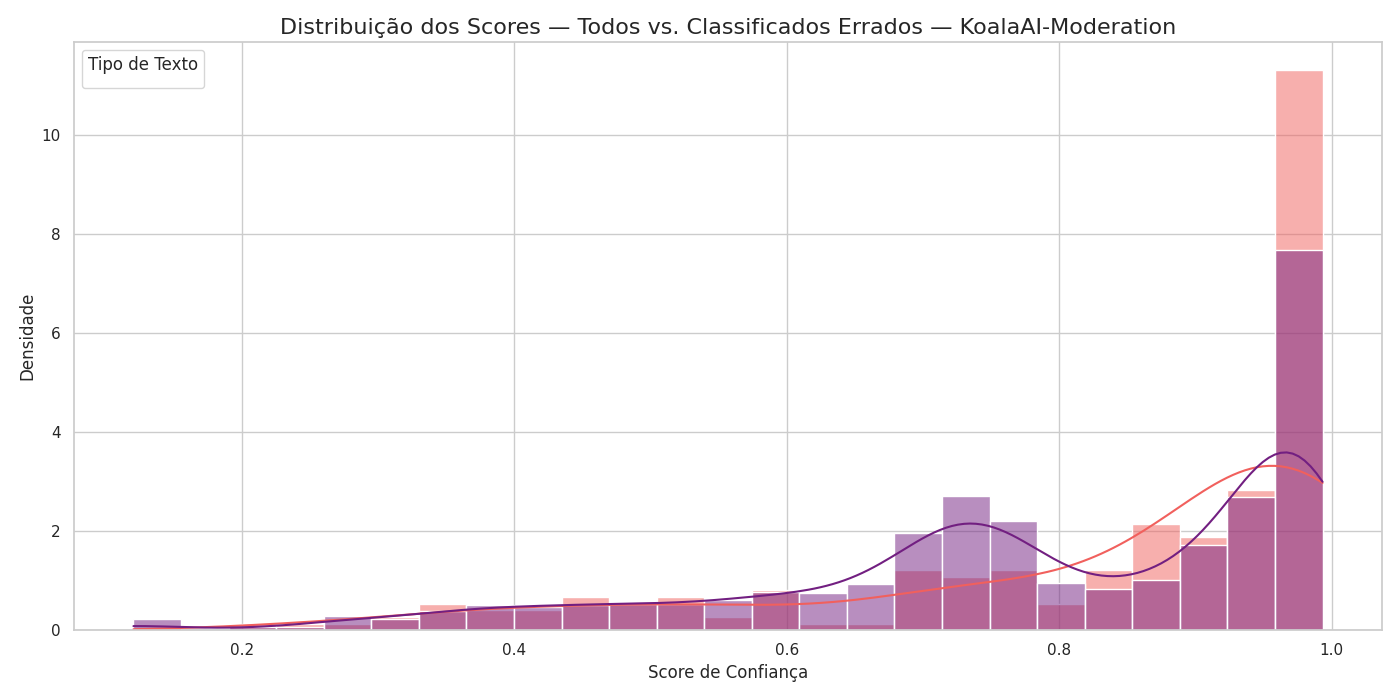 Distribuição dos Scores — Todos vs. Classificados Errados — KoalaAI-Moderation
Tipo de Texto
10
8
6
4
2
0
Densidade
0.2
0.4
0.6
0.8
1.0
Score de Confiança